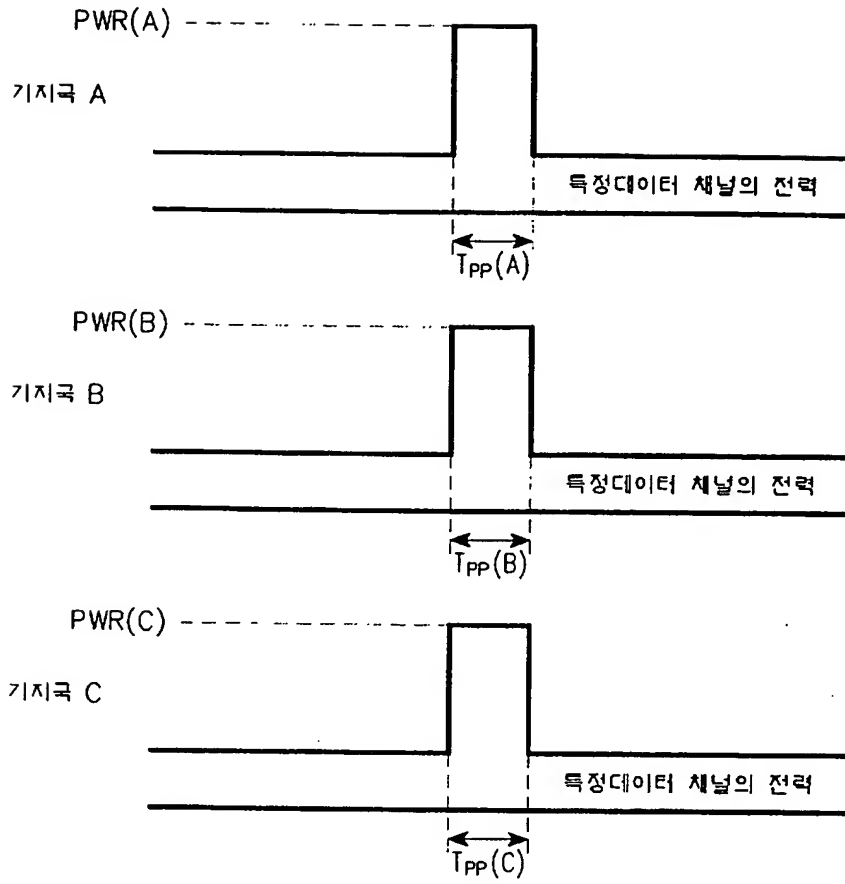 PWR(A)
기지국 A
특정데이터 채널의 전력
TPP(A)
PWR(B)
기지국 B
특정데이터 채널의 전력
TPP(B)
PWR(C)
기지국 C
특정데이터 채널의 전력
TPP(C)